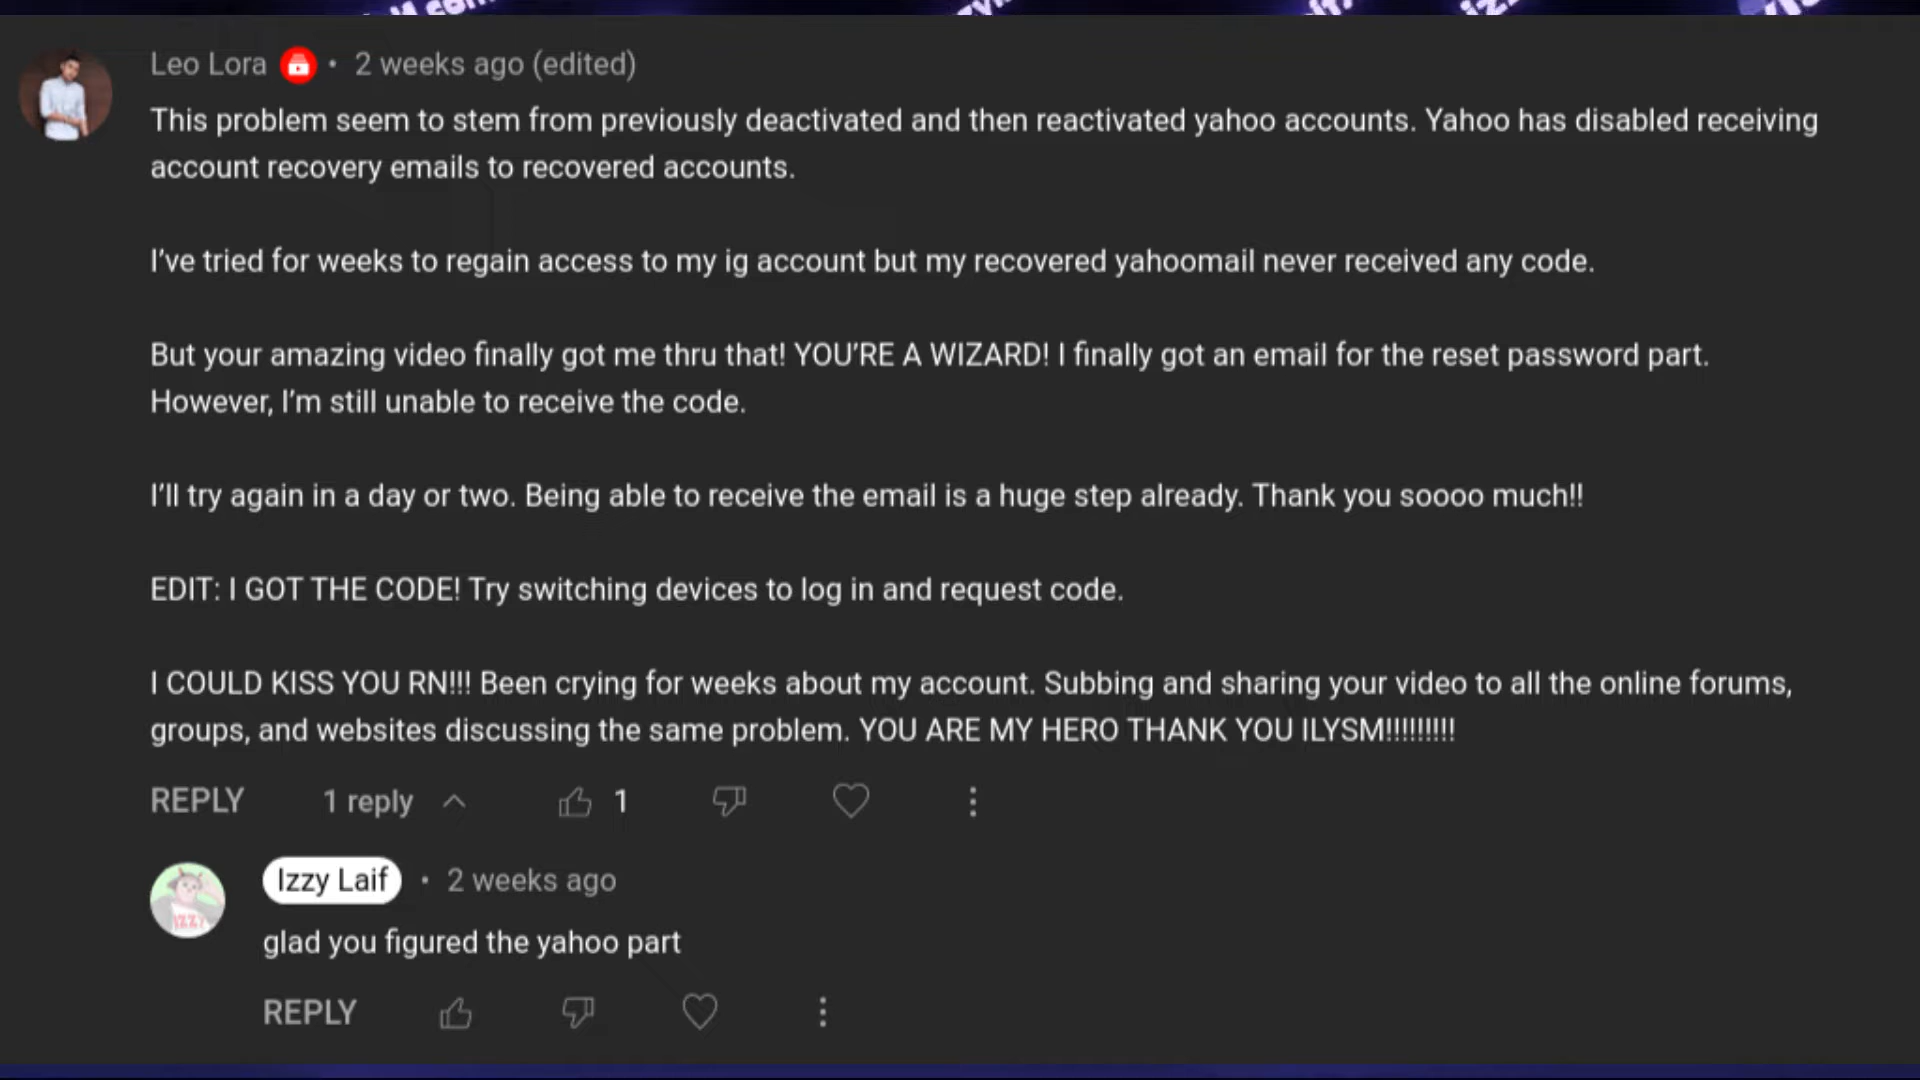 Leo Lora • 2 weeks ago (edited)
This problem seem to stem from previously deactivated and then reactivated yahoo accounts. Yahoo has disabled receiving
account recovery emails to recovered accounts.
I've tried for weeks to regain access to my ig account but my recovered yahoomail never received any code.
But your amazing video finally got me thru that! YOU'RE A WIZARD! I finally got an email for the reset password part.
However, I'm still unable to receive the code.
I'll try again in a day or two. Being able to receive the email is a huge step already. Thank you soooo much!!
EDIT: I GOT THE CODE! Try switching devices to log in and request code.
I COULD KISS YOU RN!!! Been crying for weeks about my account. Subbing and sharing your video to all the online forums,
groups, and websites discussing the same problem. YOU ARE MY HERO THANK YOU ILYSM!!!!!!!!!
REPLY 1 reply 1
Izzy Laif • 2 weeks ago
IZZY
glad you figured the yahoo part
REPLY